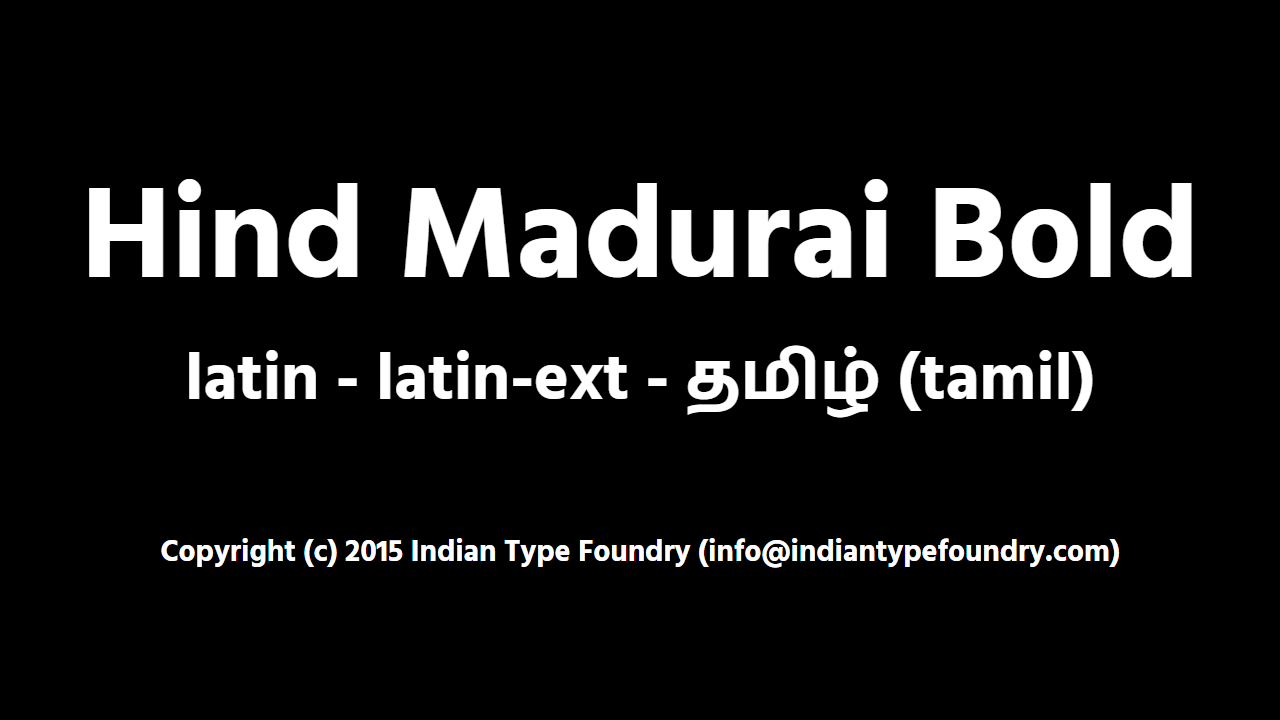 Hind Madurai Bold
latin - latin-ext - தமிழ் (tamil)
Copyright (c) 2015 Indian Type Foundry (info@indiantypefoundry.com)